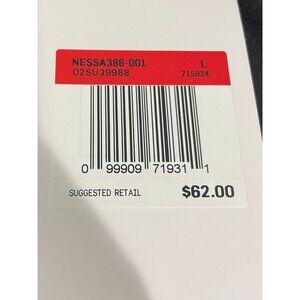 NESSA386-001 L
02SU39988 715824
0 99909 71931 1
SUGGESTED RETAIL $62.00